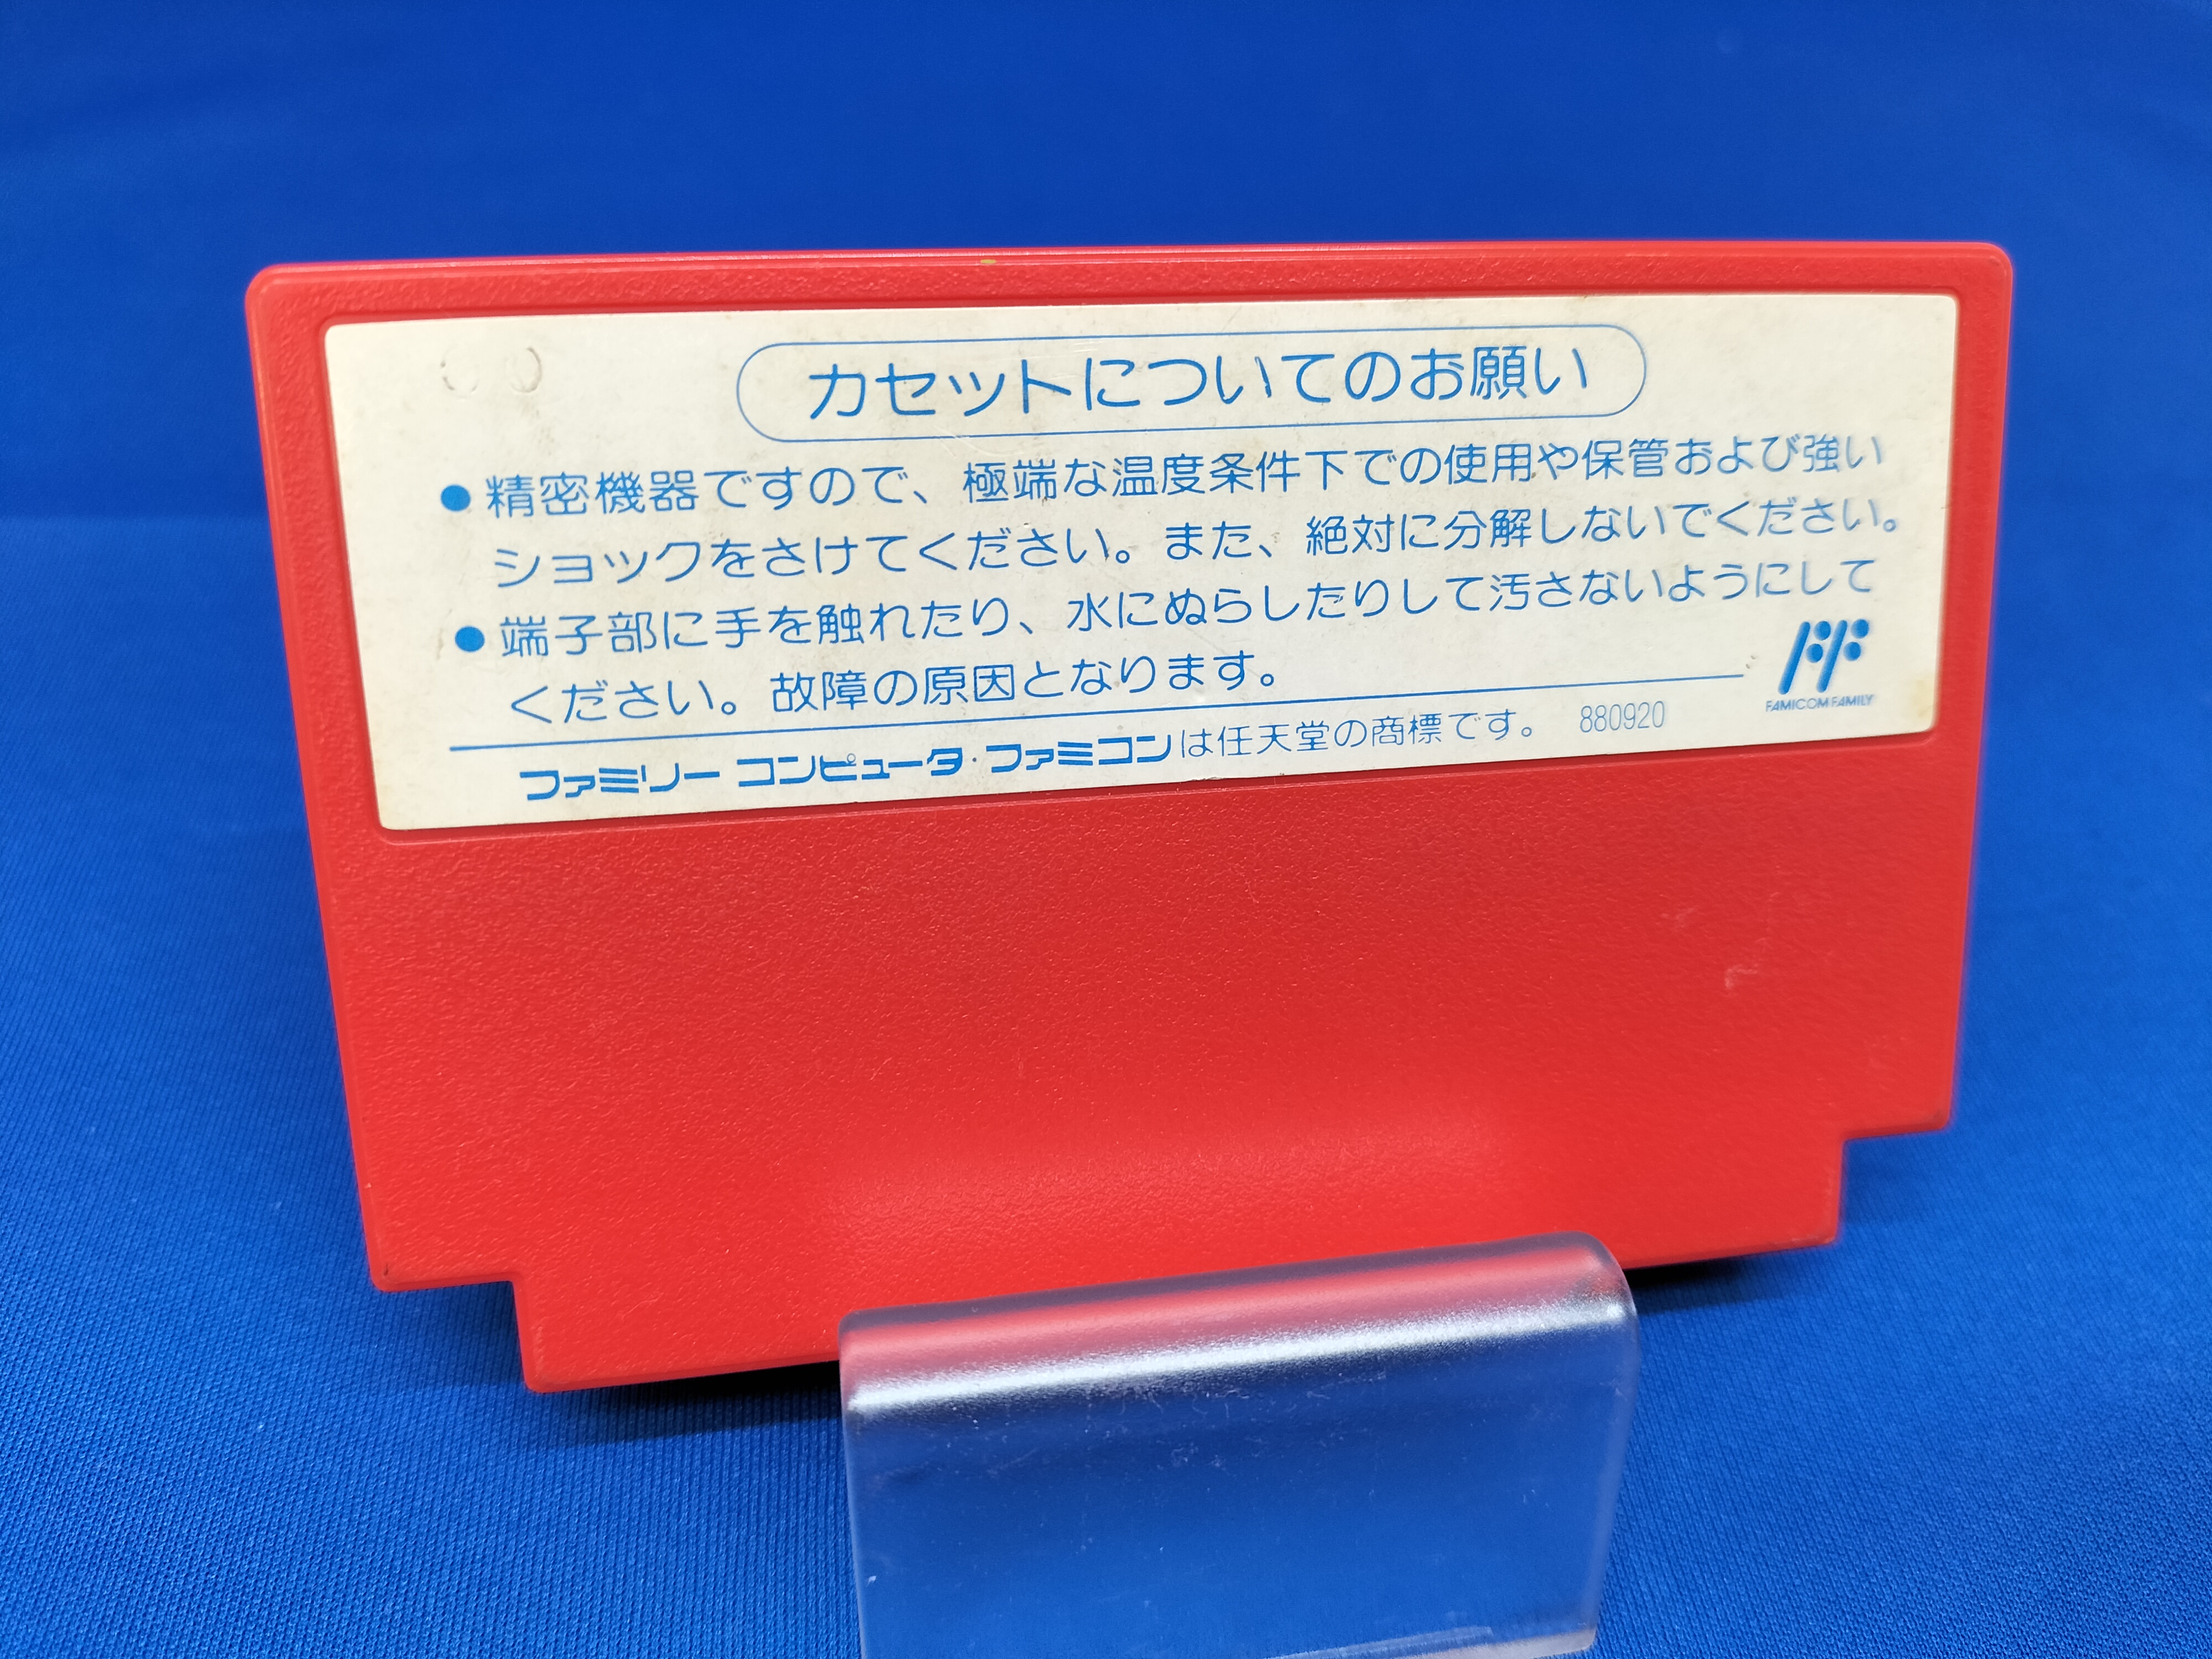 カセットについてのお願い
●精密機器ですので、極端な温度条件下での使用や保管および強い
ショックをさけてください。また、絶対に分解しないでください。
●端子部に手を触れたり、水にぬらしたりして汚さないようにして
ください。故障の原因となります。
FAMICOM FAMILY
ファミリー コンピュータ・ファミコンは任天堂の商標です。 880920